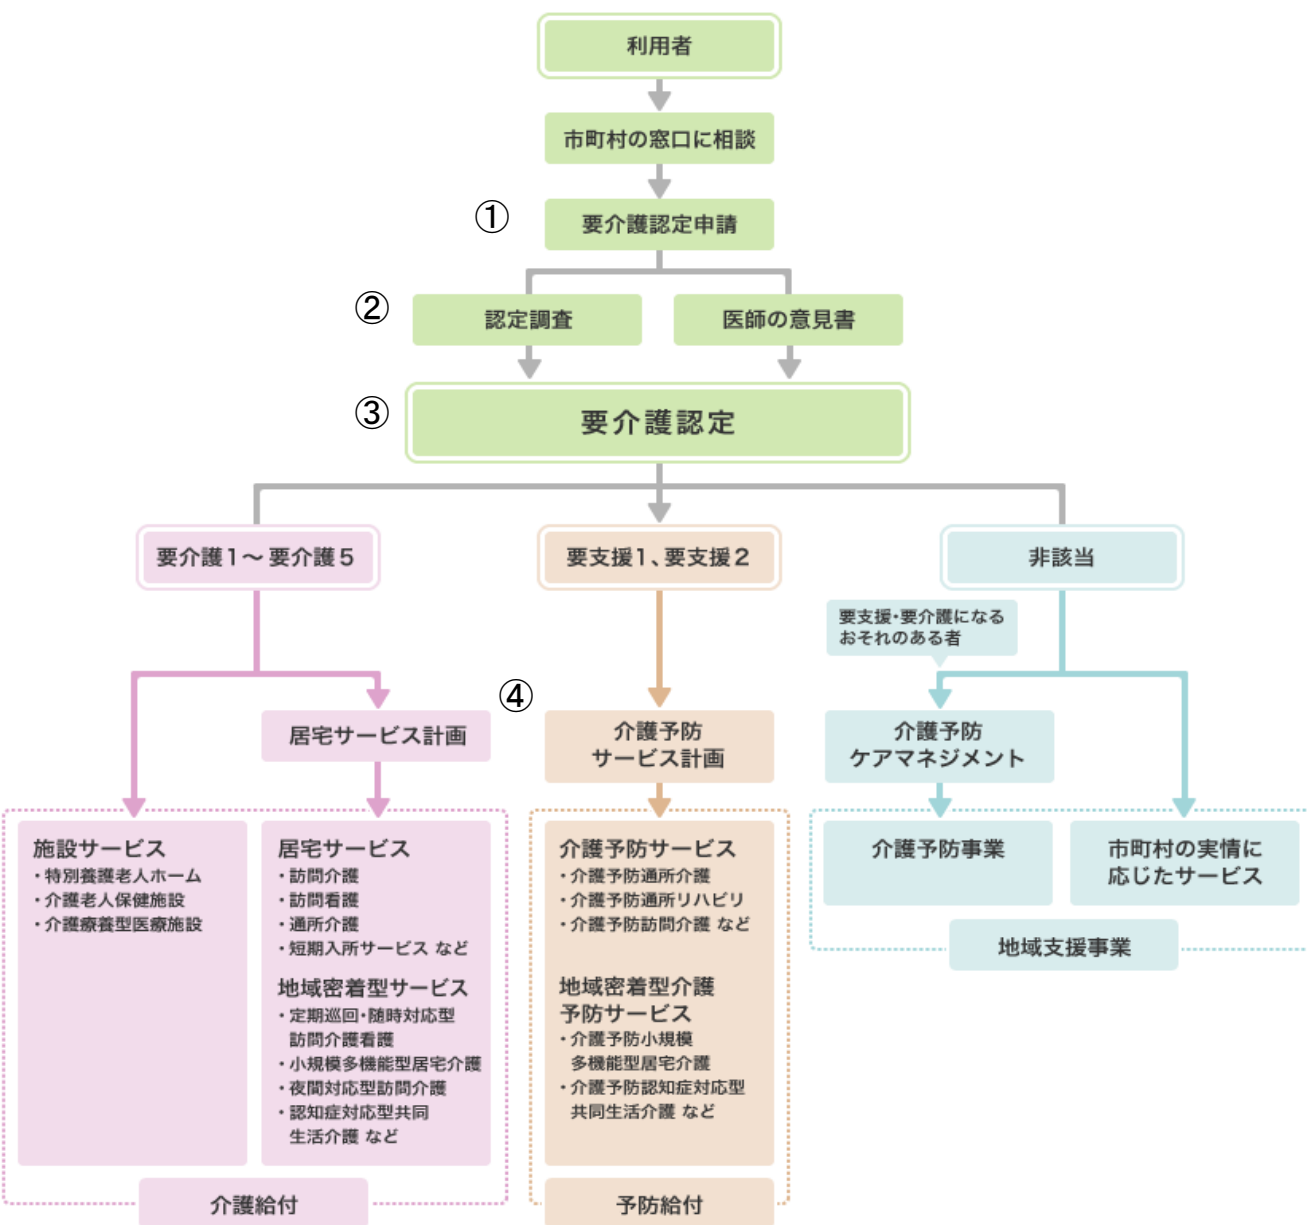 利用者
市町村の窓口に相談
①
要介護認定申請
②
認定調査
医師の意見書
③
要介護認定
要介護1～要介護5
要支援1、要支援2
非該当
要支援・要介護になる
おそれのある者
④
居宅サービス計画
介護予防
サービス計画
介護予防
ケアマネジメント
施設サービス
・特別養護老人ホーム
・介護老人保健施設
・介護療養型医療施設
居宅サービス
・訪問介護
・訪問看護
・通所介護
・短期入所サービス など
地域密着型サービス
・定期巡回・随時対応型
訪問介護看護
・小規模多機能型居宅介護
・夜間対応型訪問介護
・認知症対応型共同
生活介護 など
介護予防サービス
・介護予防通所介護
・介護予防通所リハビリ
・介護予防訪問介護 など
地域密着型介護
予防サービス
・介護予防小規模
多機能型居宅介護
・介護予防認知症対応型
共同生活介護 など
介護予防事業
市町村の実情に
応じたサービス
地域支援事業
介護給付
予防給付